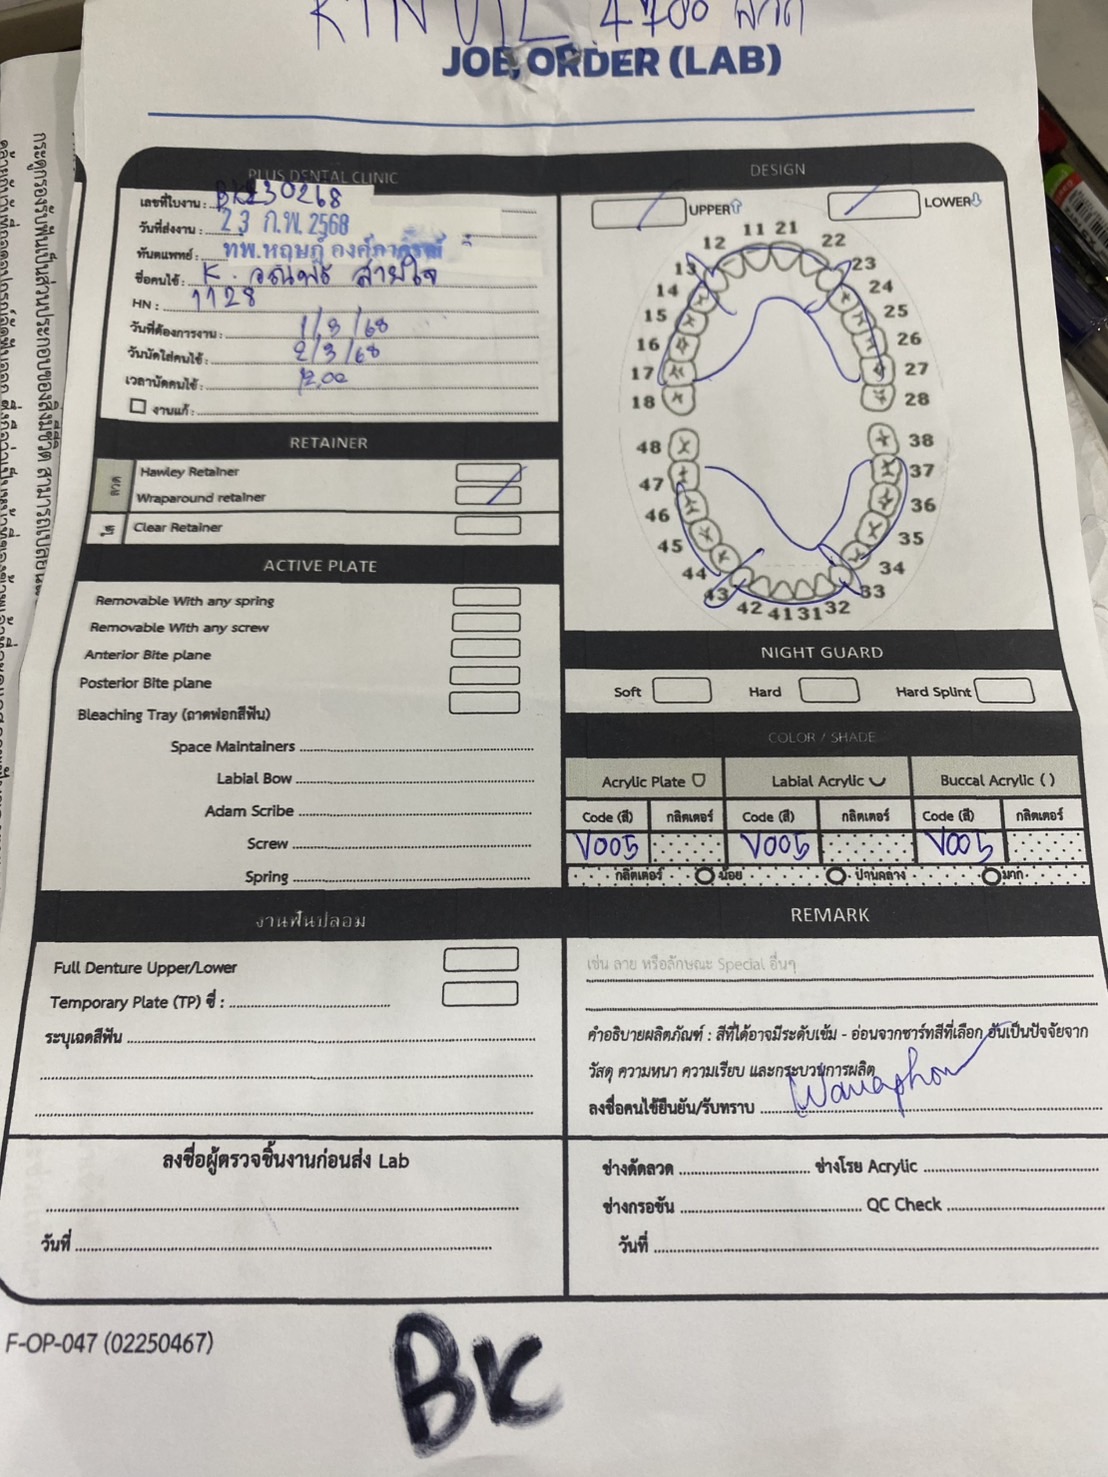 RTN U/L 4700 สวด
JOB ORDER (LAB)
PLUS DENTAL CLINIC
เลขที่ใบงาน : BK230268
วันที่ส่งงาน : 23 ก.พ. 2568
ทันตแพทย์ : ทพ.หฤษฎ์
ชื่อคนไข้ : K. สายใจ
HN : 1128
วันที่ต้องการงาน : 1/3/68
วันนัดใส่คนไข้ : 2/3/68
เวลานัดคนไข้ : 12.00
งานแก้ :
DESIGN
UPPER
LOWER
11 21
12 22
13 23
14 24
15 25
16 26
17 27
18 28
48 38
47 37
46 36
45 35
44 34
43 33
42 41 31 32
RETAINER
ลวด
Hawley Retainer
Wraparound retainer
ใส
Clear Retainer
ACTIVE PLATE
Removable With any spring
Removable With any screw
Anterior Bite plane
Posterior Bite plane
Bleaching Tray (ถาดฟอกสีฟัน)
Space Maintainers
Labial Bow
Adam Scribe
Screw
Spring
NIGHT GUARD
Soft Hard Hard Splint
COLOR / SHADE
Acrylic Plate Labial Acrylic Buccal Acrylic ( )
Code (สี) กลิตเตอร์ Code (สี) กลิตเตอร์ Code (สี) กลิตเตอร์
V005 V005 V005
กลิตเตอร์ น้อย ปานกลาง มาก
งานฟันปลอม
Full Denture Upper/Lower
Temporary Plate (TP) ซี่ :
ระบุเฉดสีฟัน
REMARK
เช่น ลาย หรือลักษณะ Special อื่นๆ
คำอธิบายผลิตภัณฑ์ : สีที่ได้อาจมีระดับเข้ม - อ่อนจากชาร์ทสีที่เลือก อันเป็นปัจจัยจาก
วัสดุ ความหนา ความเรียบ และกระบวนการผลิต
ลงชื่อคนไข้ยืนยัน/รับทราบ Wanaphon
ลงชื่อผู้ตรวจชิ้นงานก่อนส่ง Lab
วันที่
ช่างดัดลวด ช่างโรย Acrylic
ช่างกรอขัน QC Check
วันที่
F-OP-047 (02250467)
BK